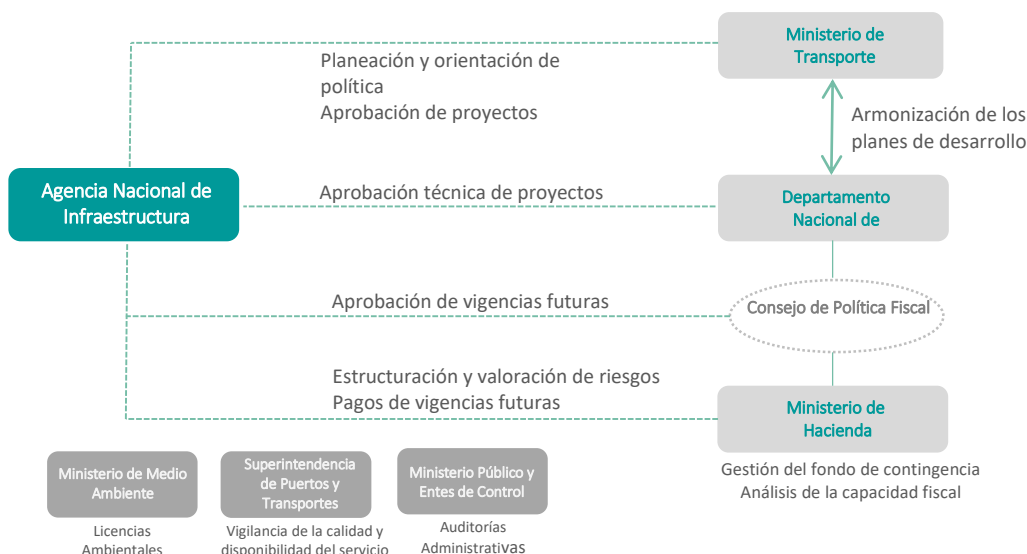 Ministerio de
Transporte
Planeación y orientación de
política
Aprobación de proyectos
Armonización de los
planes de desarrollo
Agencia Nacional de
Infraestructura
Aprobación técnica de proyectos
Departamento
Nacional de
Aprobación de vigencias futuras
Consejo de Política Fiscal
Estructuración y valoración de riesgos
Pagos de vigencias futuras
Ministerio de
Hacienda
Gestión del fondo de contingencia
Análisis de la capacidad fiscal
Ministerio de Medio
Ambiente
Superintendencia
de Puertos y
Transportes
Ministerio Público y
Entes de Control
Licencias
Ambientales
Vigilancia de la calidad y
disponibilidad del servicio
Auditorías
Administrativas